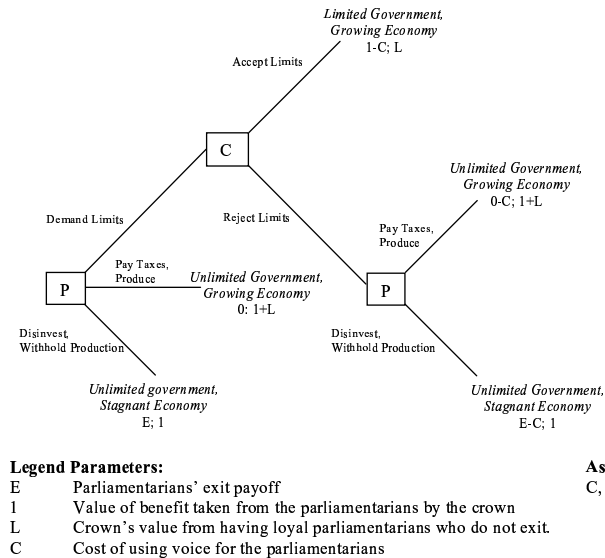 Limited Government,
Growing Economy
1-C; L
Accept Limits
C
Unlimited Government,
Growing Economy
0-C; 1+L
Demand Limits
Reject Limits
Pay Taxes,
Produce
Pay Taxes,
Produce
P
Unlimited Government,
Growing Economy
0: 1+L
P
Disinvest,
Withhold Production
Disinvest,
Withhold Production
Unlimited government,
Stagnant Economy
E; 1
Unlimited Government,
Stagnant Economy
E-C; 1
Legend Parameters:
As
E Parliamentarians' exit payoff
C,
1 Value of benefit taken from the parliamentarians by the crown
L Crown's value from having loyal parliamentarians who do not exit.
C Cost of using voice for the parliamentarians